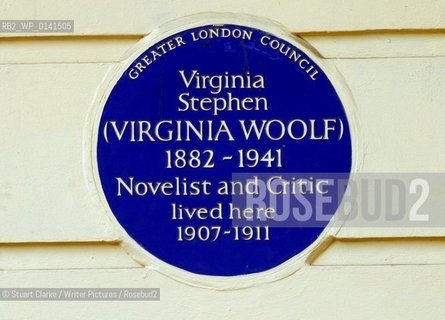 RB2_WP_0141505
GREATER LONDON COUNCIL
Virginia
Stephen
(VIRGINIA WOOLF)
1882 - 1941
Novelist and Critic
lived here
1907-1911
ROSEBUD2
© Stuart Clarke / Writer Pictures / Rosebud2